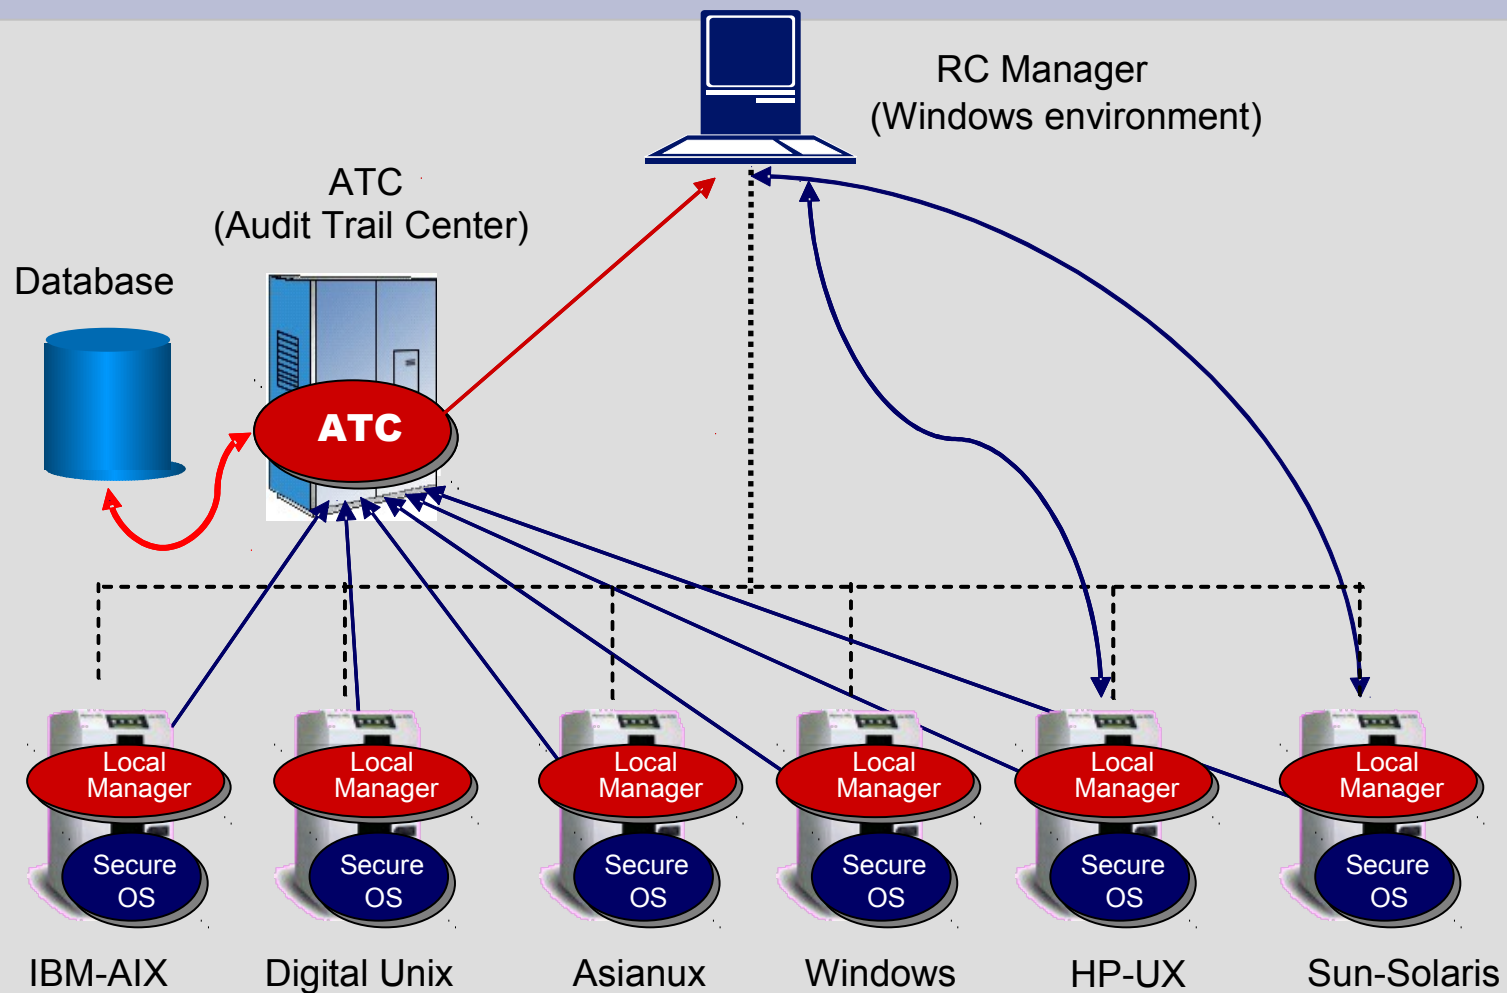 RC Manager
(Windows environment)
ATC
(Audit Trail Center)
Database
ATC
Local
Manager
Local
Manager
Local
Manager
Local
Manager
Local
Manager
Local
Manager
Secure
OS
Secure
OS
Secure
OS
Secure
OS
Secure
OS
Secure
OS
IBM-AIX
Digital Unix
Asianux
Windows
HP-UX
Sun-Solaris